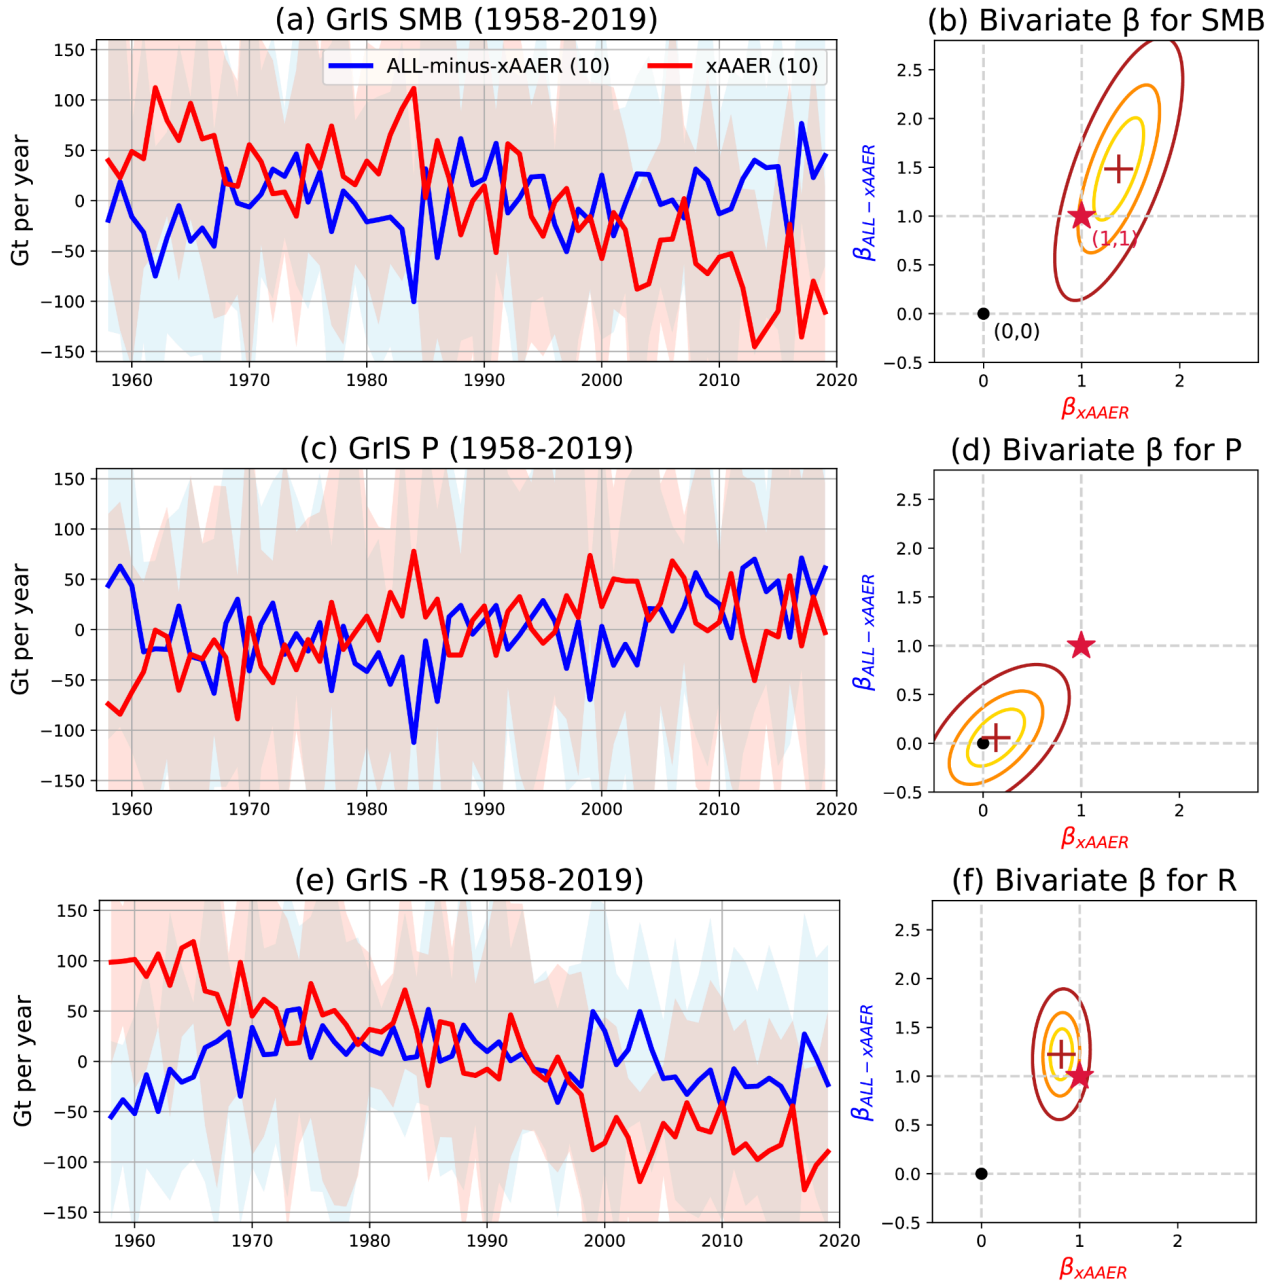 (a) GrIS SMB (1958-2019)
150
100
50
0
−50
−100
−150
Gt per year
ALL-minus-xAAER (10)
xAAER (10)
1960 1970 1980 1990 2000 2010 2020
(b) Bivariate β for SMB
2.5
2.0
1.5
1.0
0.5
0.0
−0.5
βALL−xAAER
(1,1)
(0,0)
0 1 2
βxAAER
(c) GrIS P (1958-2019)
150
100
50
0
−50
−100
−150
Gt per year
1960 1970 1980 1990 2000 2010 2020
(d) Bivariate β for P
2.5
2.0
1.5
1.0
0.5
0.0
−0.5
βALL−xAAER
0 1 2
βxAAER
(e) GrIS -R (1958-2019)
150
100
50
0
−50
−100
−150
Gt per year
1960 1970 1980 1990 2000 2010 2020
(f) Bivariate β for R
2.5
2.0
1.5
1.0
0.5
0.0
−0.5
βALL−xAAER
0 1 2
βxAAER